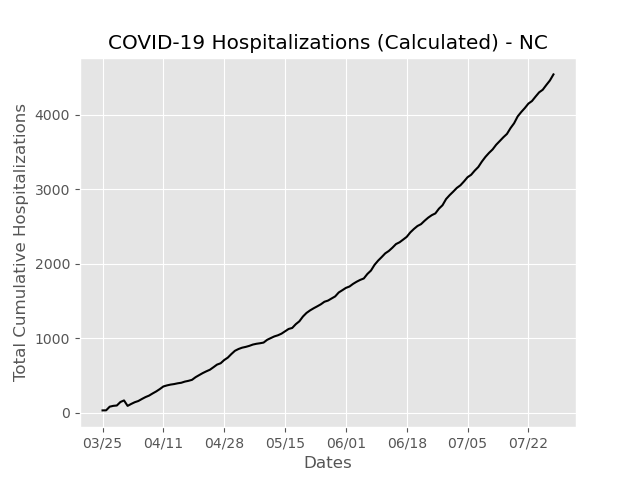 COVID-19 Hospitalizations (Calculated) - NC
Total Cumulative Hospitalizations
4000
3000
2000
1000
0
03/25 04/11 04/28 05/15 06/01 06/18 07/05 07/22
Dates